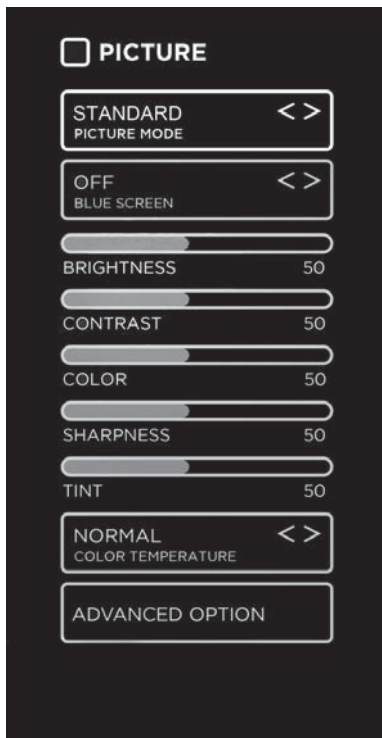 PICTURE
STANDARD < >
PICTURE MODE
OFF < >
BLUE SCREEN
BRIGHTNESS 50
CONTRAST 50
COLOR 50
SHARPNESS 50
TINT 50
NORMAL < >
COLOR TEMPERATURE
ADVANCED OPTION